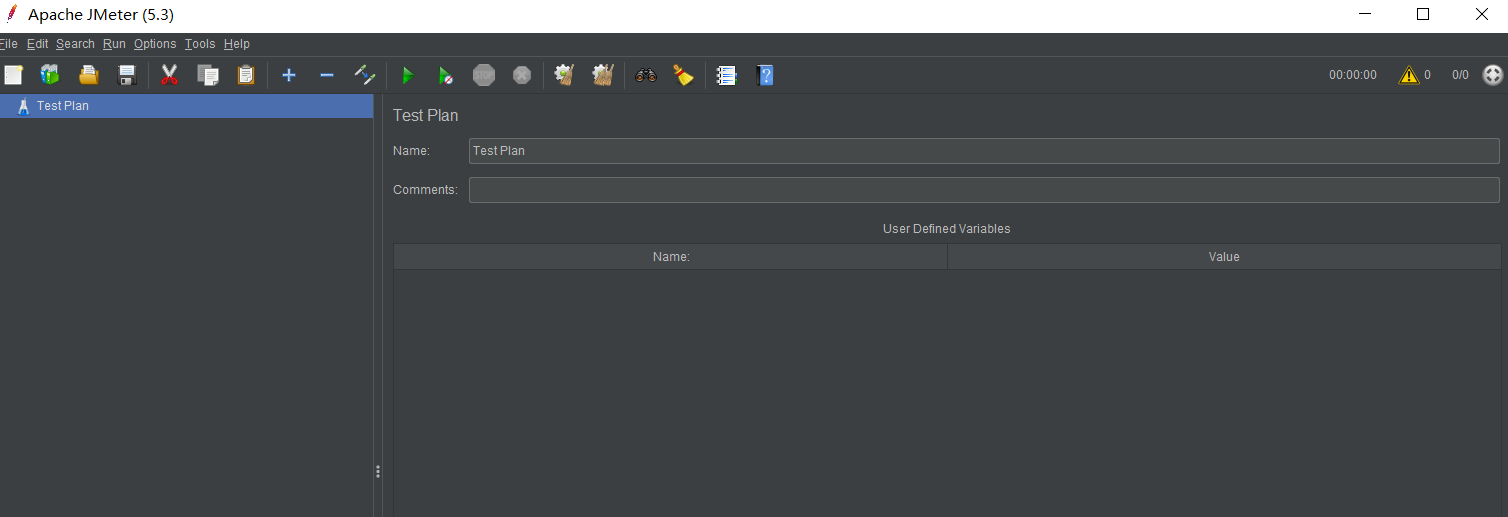 Apache JMeter (5.3)
File Edit Search Run Options Tools Help
STOP
?
00:00:00 0 0/0
Test Plan
Test Plan
Name: Test Plan
Comments:
User Defined Variables
Name: Value